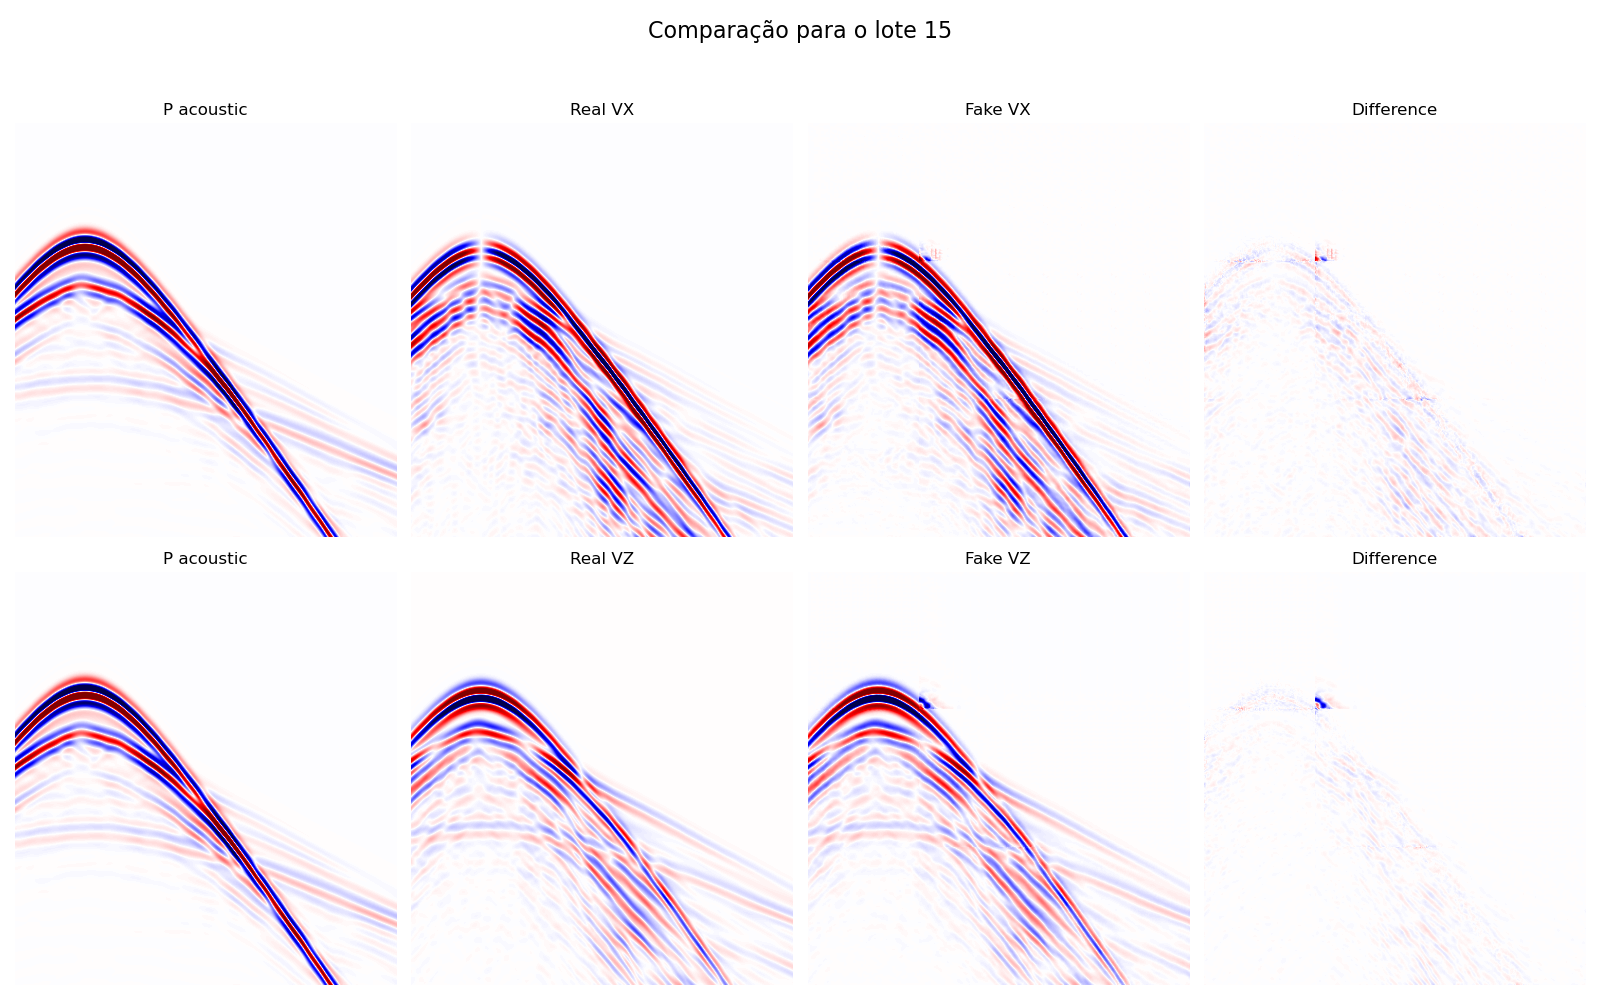 Comparação para o lote 15
P acoustic
Real VX
Fake VX
Difference
P acoustic
Real VZ
Fake VZ
Difference